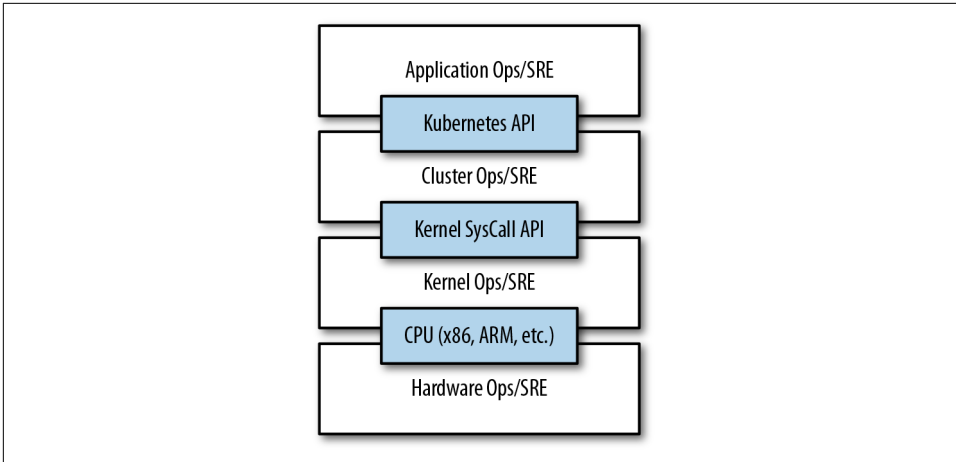 Application Ops/SRE
Kubernetes API
Cluster Ops/SRE
Kernel SysCall API
Kernel Ops/SRE
CPU (x86, ARM, etc.)
Hardware Ops/SRE